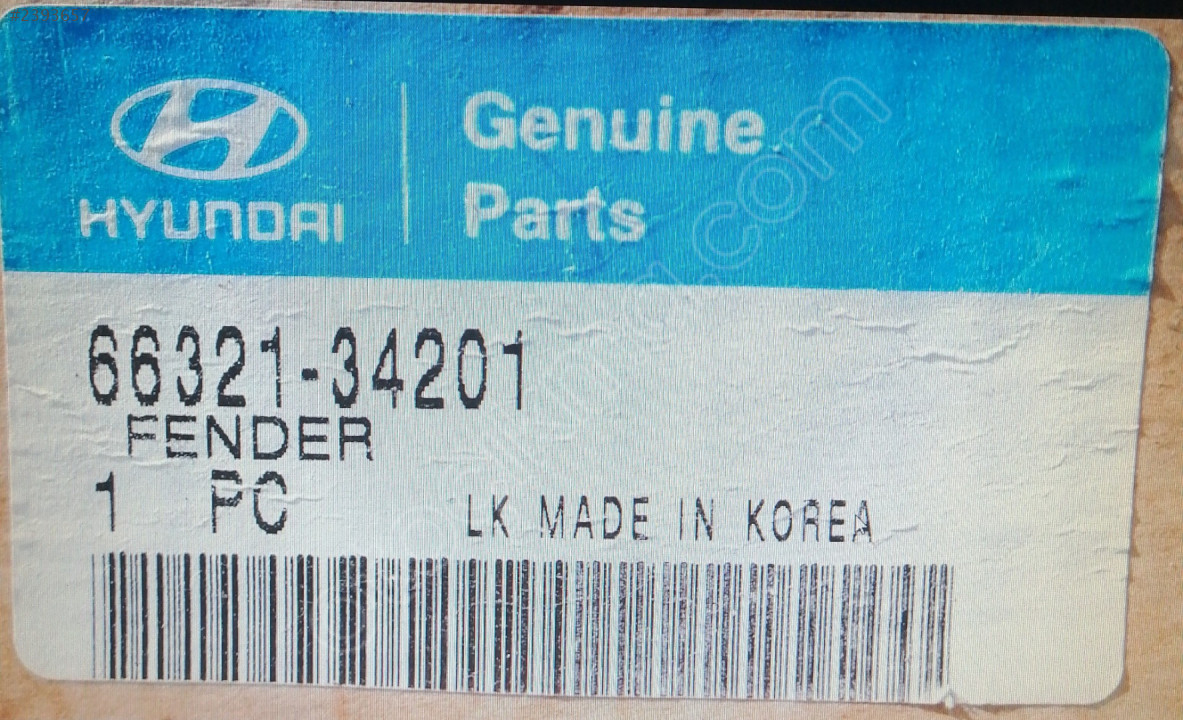 HYUNDAI
Genuine
Parts
66321-34201
FENDER
1 PC
LK MADE IN KOREA